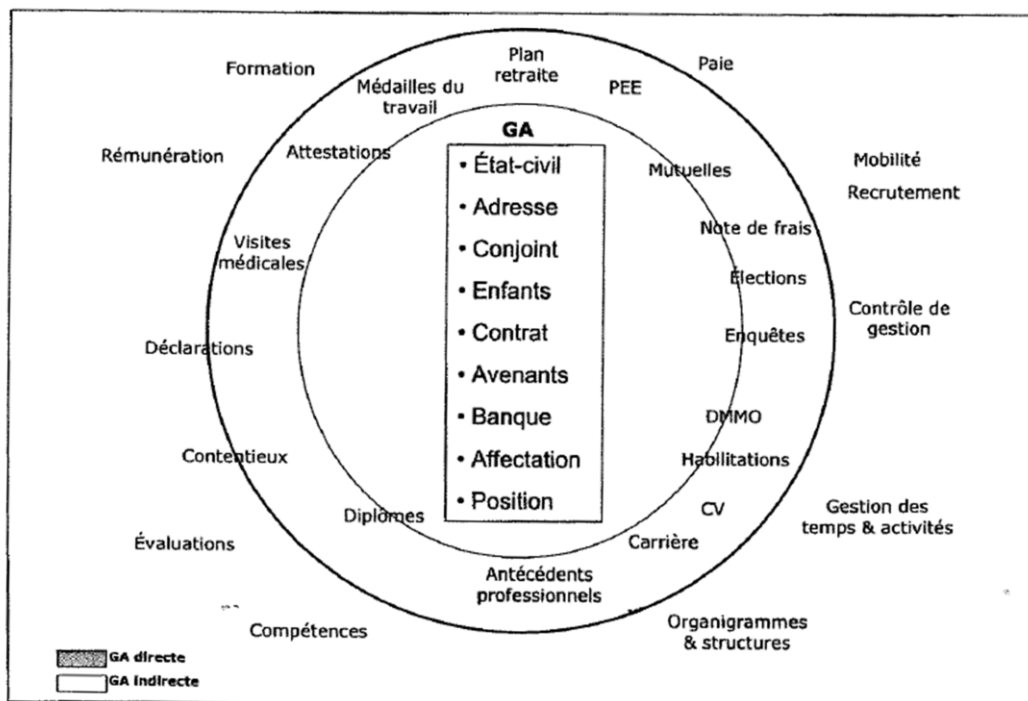 Formation
Plan
retraite
Paie
Médailles du
travail
PEE
GA
Rémunération
Attestations
• État-civil
Mutuelles
Mobilité
Recrutement
• Adresse
Note de frais
Visites
médicales
• Conjoint
Élections
• Enfants
Contrôle de
gestion
Déclarations
• Contrat
Enquêtes
• Avenants
• Banque
DMMO
Contentieux
• Affectation
Habilitations
Diplômes
• Position
CV
Gestion des
temps & activités
Évaluations
Carrière
Antécédents
professionnels
Compétences
Organigrammes
& structures
GA directe
GA indirecte